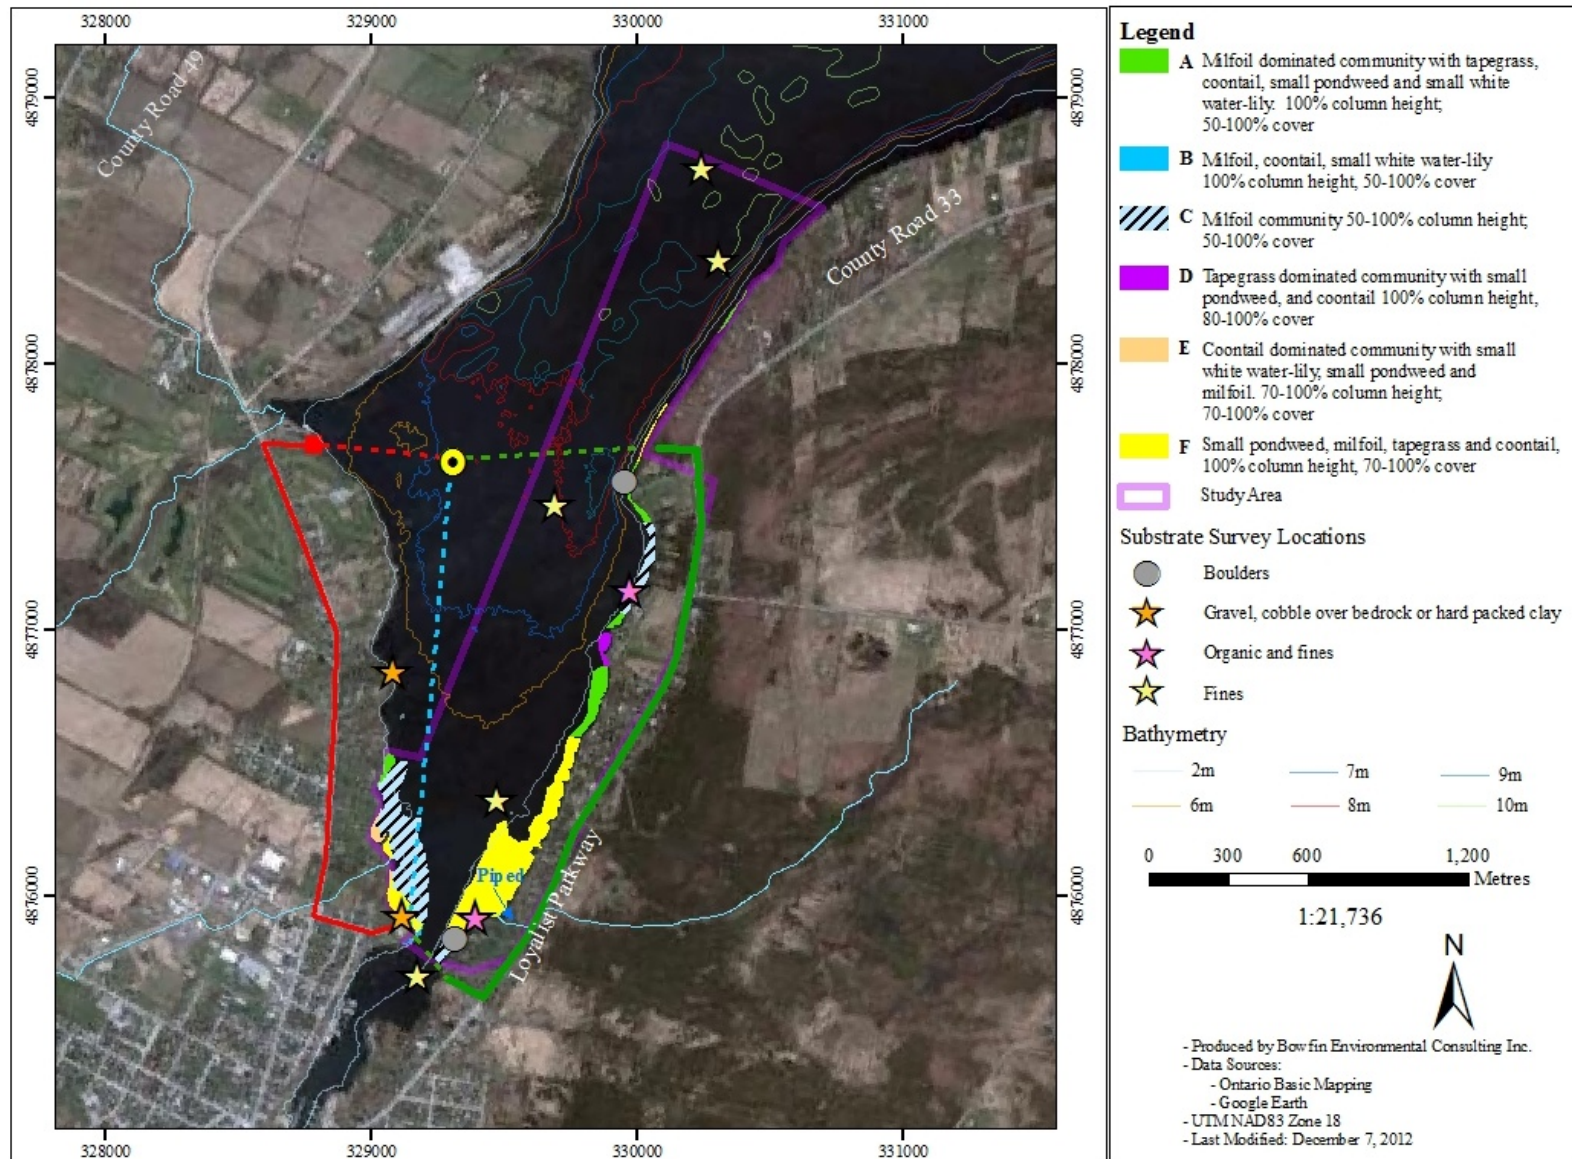 328000
329000
330000
331000
4879000
4878000
4877000
4876000
4879000
4878000
4877000
4876000
328000
329000
330000
331000
County Road 49
County Road 33
Loyalist Parkway
Piped
Legend
A Milfoil dominated community with tapegrass,
coontail, small pondweed and small white
water-lily. 100% column height;
50-100% cover
B Milfoil, coontail, small white water-lily
100% column height, 50-100% cover
C Milfoil community 50-100% column height;
50-100% cover
D Tapegrass dominated community with small
pondweed, and coontail 100% column height,
80-100% cover
E Coontail dominated community with small
white water-lily, small pondweed and
milfoil. 70-100% column height;
70-100% cover
F Small pondweed, milfoil, tapegrass and coontail,
100% column height, 70-100% cover
Study Area
Substrate Survey Locations
Boulders
Gravel, cobble over bedrock or hard packed clay
Organic and fines
Fines
Bathymetry
2m 7m 9m
6m 8m 10m
0 300 600 1,200
Metres
1:21,736
N
- Produced by Bowfin Environmental Consulting Inc.
- Data Sources:
- Ontario Basic Mapping
- Google Earth
- UTM NAD83 Zone 18
- Last Modified: December 7, 2012